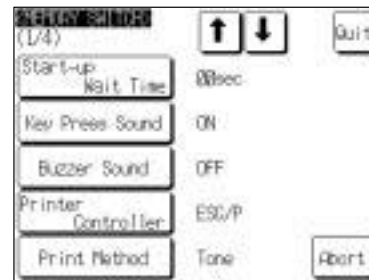 MEMORY SWITCH
(1/4)
↑ ↓ Quit
Start-up
Wait Time 00sec
Key Press Sound ON
Buzzer Sound OFF
Printer
Controller ESC/P
Print Method Tone
Abort